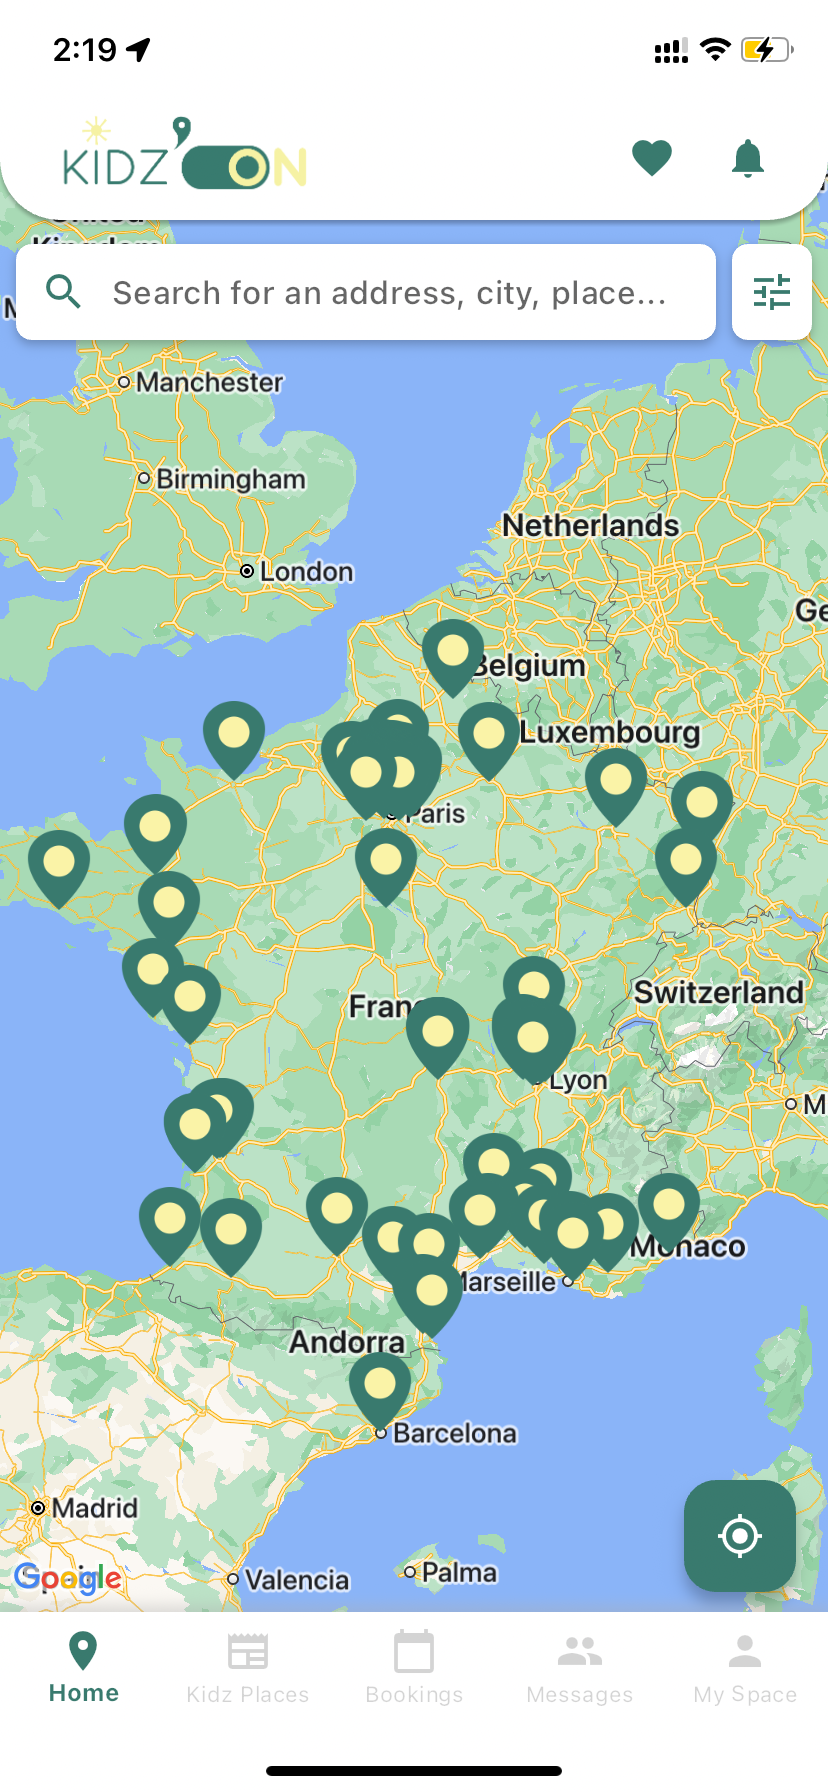 2:19
KIDZ'ON
Search for an address, city, place...
Manchester
Birmingham
Netherlands
London
Belgium
Luxembourg
Paris
Switzerland
Lyon
Monaco
Marseille
Andorra
Barcelona
Madrid
Google
Valencia
Palma
Home
Kidz Places
Bookings
Messages
My Space